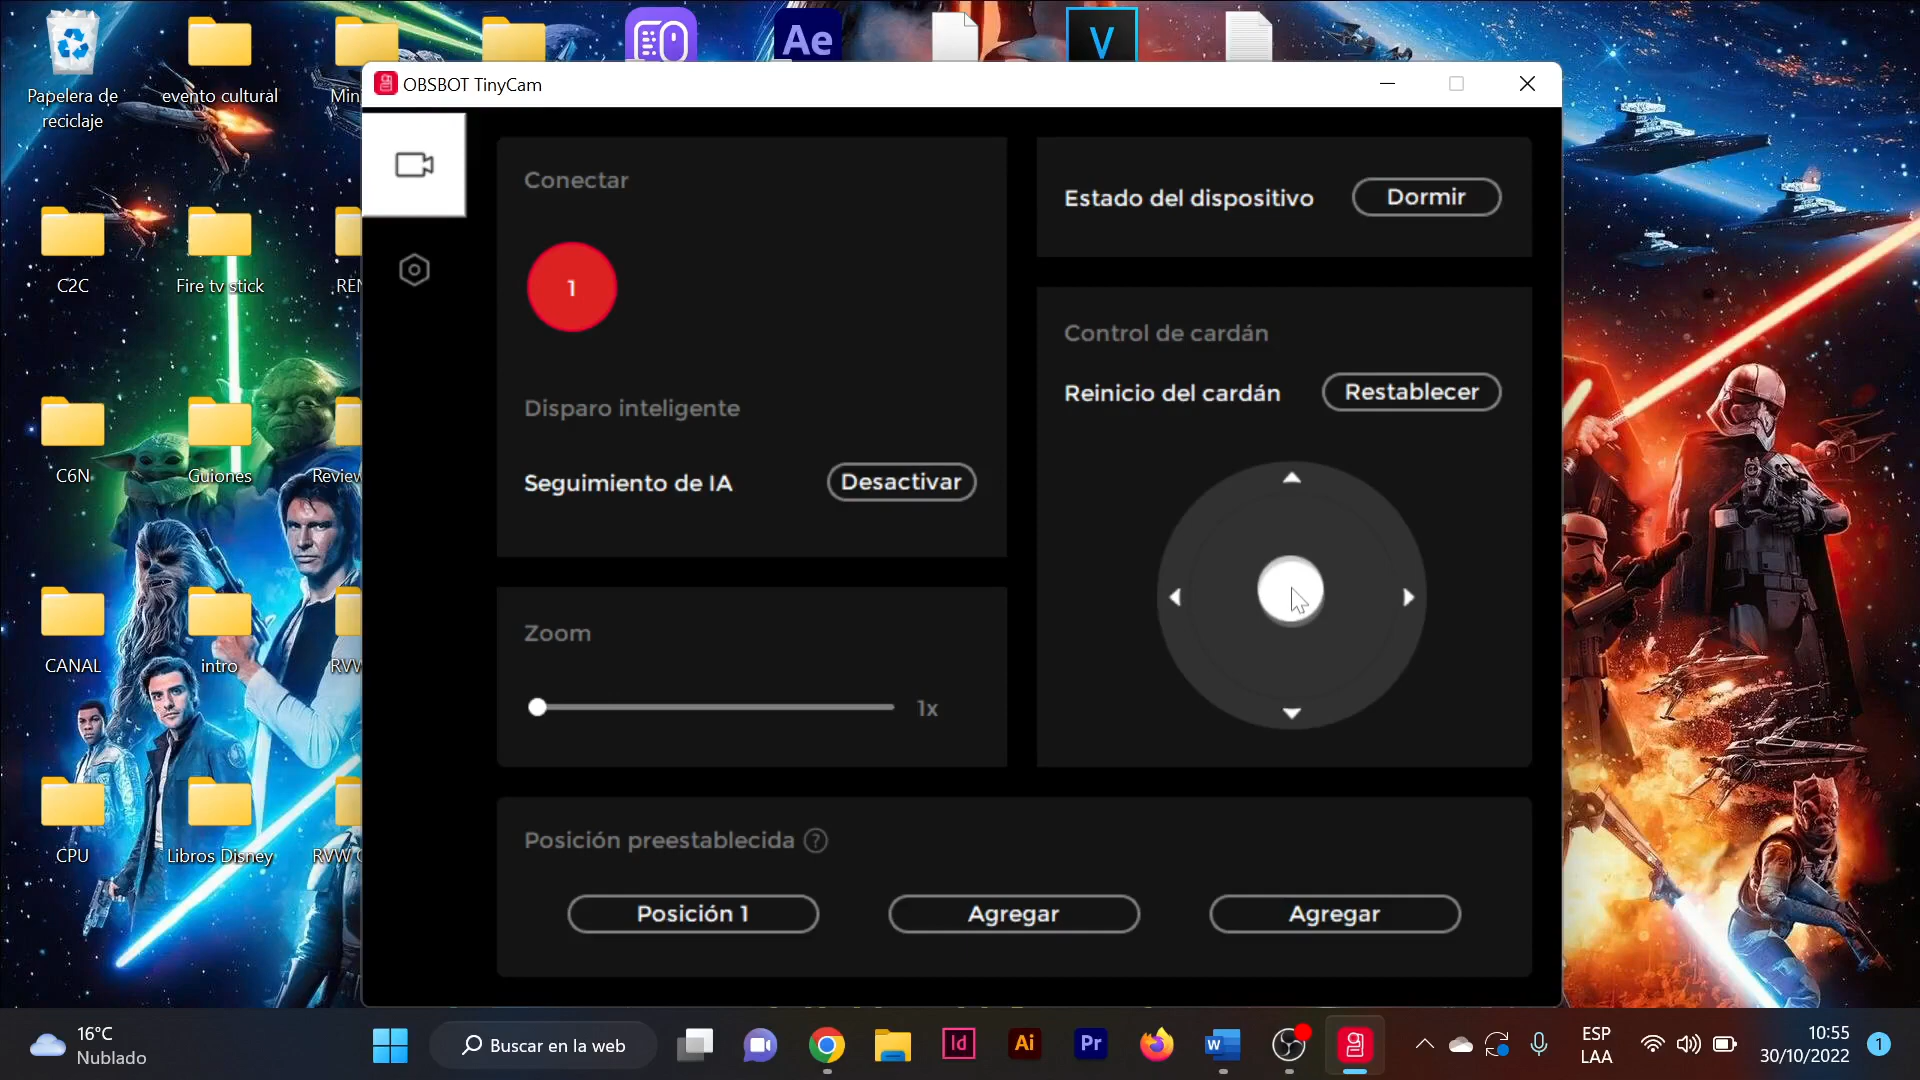 Papelera de
reciclaje
evento cultural
Min
C2C
Fire tv stick
REN
C6N
Guiones
Review
CANAL
intro
RVW
CPU
Libros Disney
RVW
Ae
V
OBSBOT TinyCam
Conectar
1
Disparo inteligente
Seguimiento de IA
Desactivar
Zoom
1x
Estado del dispositivo
Dormir
Control de cardán
Reinicio del cardán
Restablecer
Posición preestablecida ?
Posición 1
Agregar
Agregar
16°C
Nublado
Buscar en la web
Id
Ai
Pr
W
ESP
LAA
10:55
30/10/2022
1